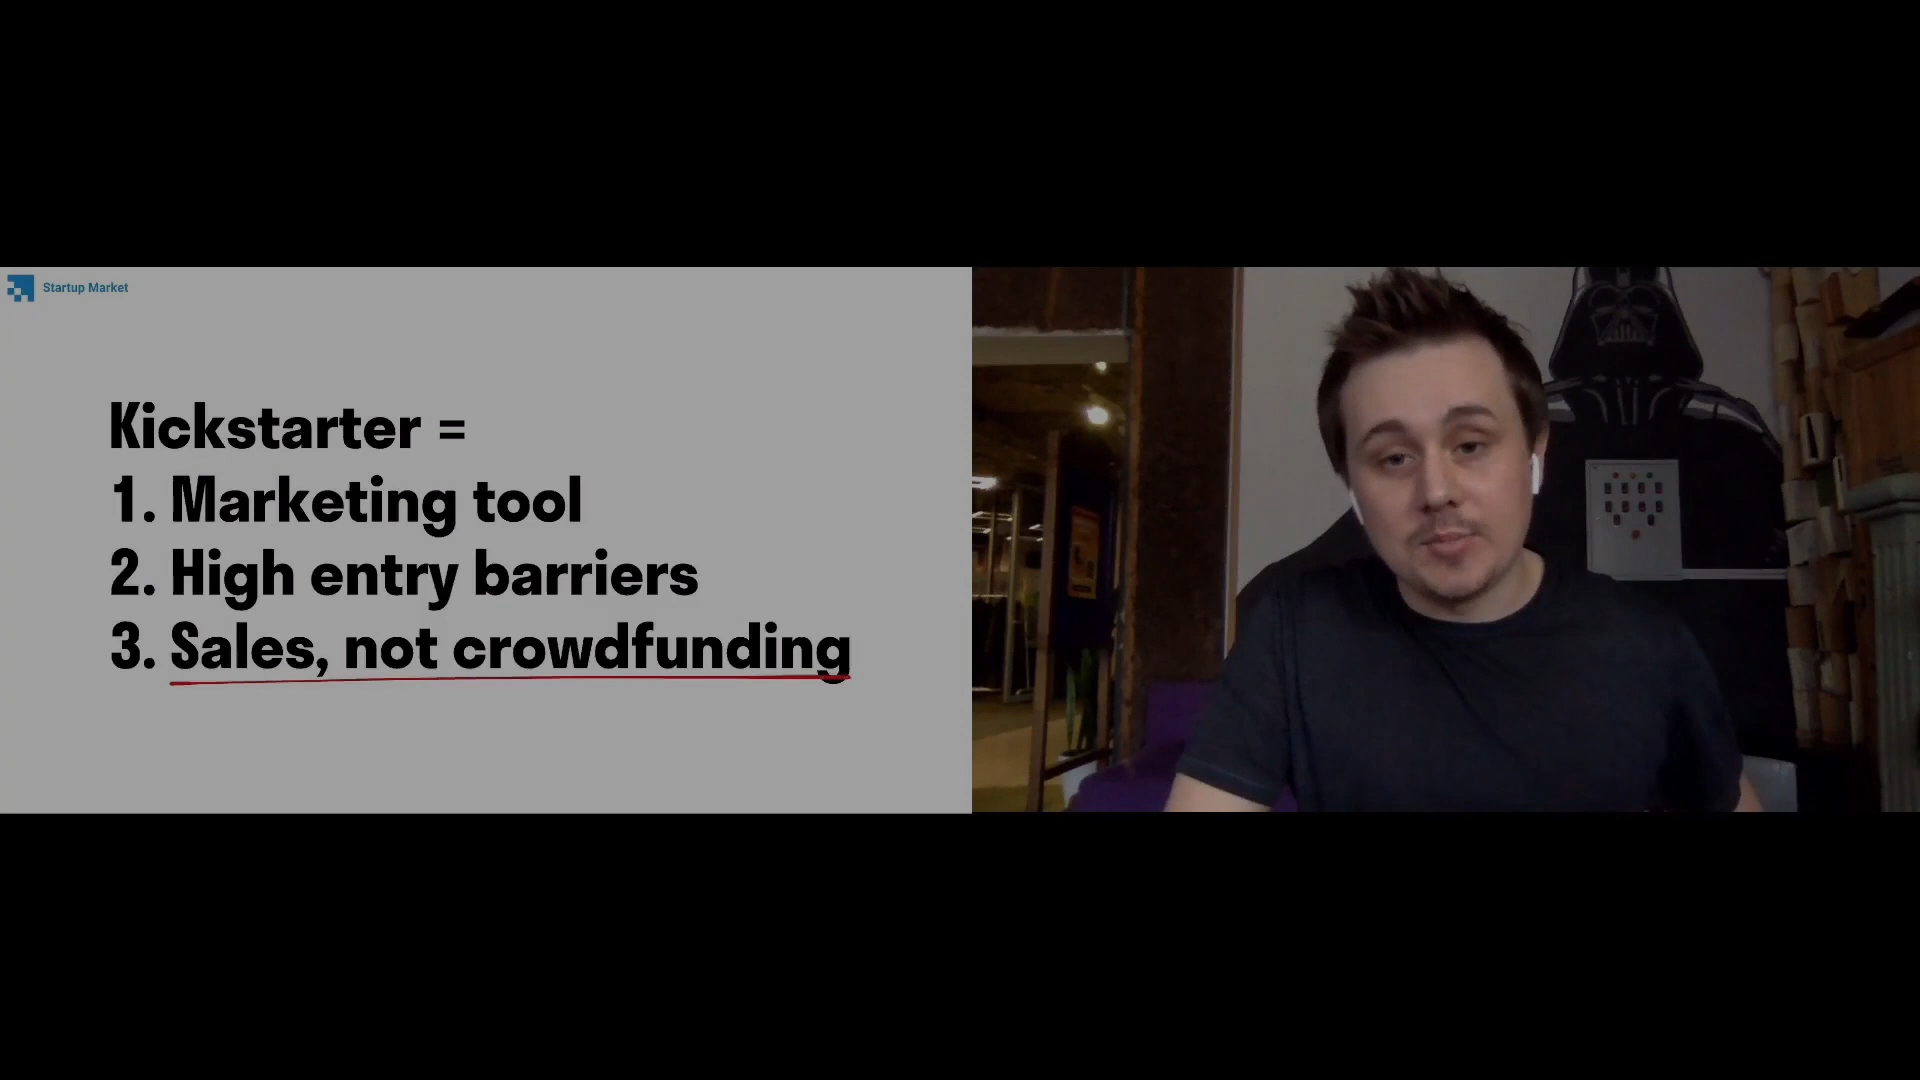 Startup Market
Kickstarter =
1. Marketing tool
2. High entry barriers
3. Sales, not crowdfunding